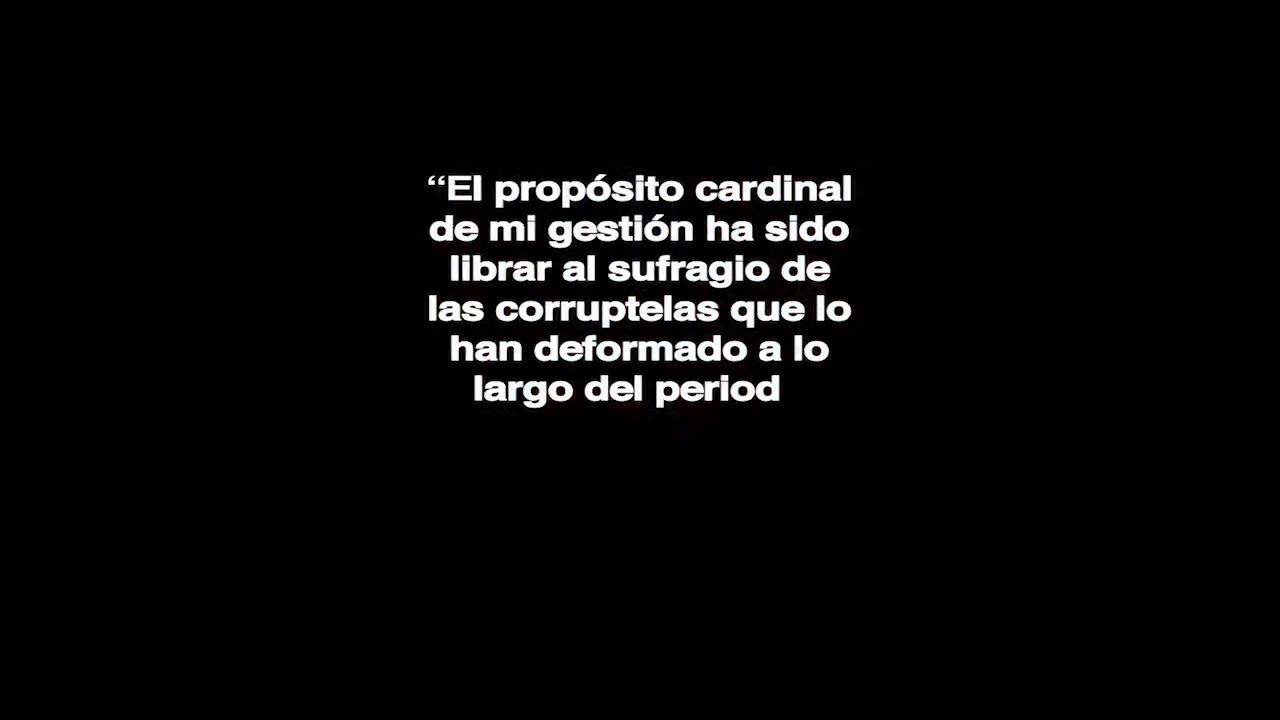 “El propósito cardinal
de mi gestión ha sido
librar al sufragio de
las corruptelas que lo
han deformado a lo
largo del period